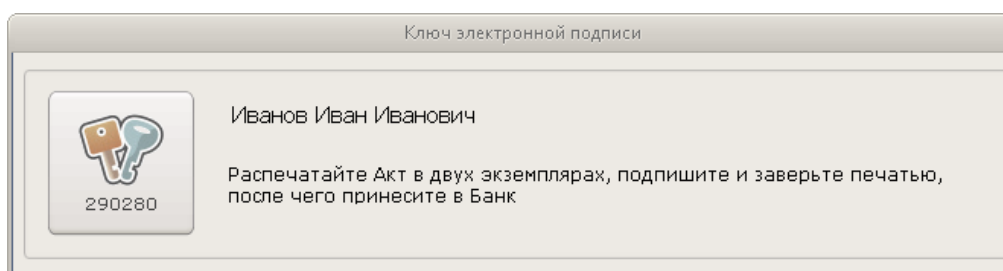 Ключ электронной подписи
Иванов Иван Иванович
Распечатайте Акт в двух экземплярах, подпишите и заверьте печатью,
после чего принесите в Банк
290280